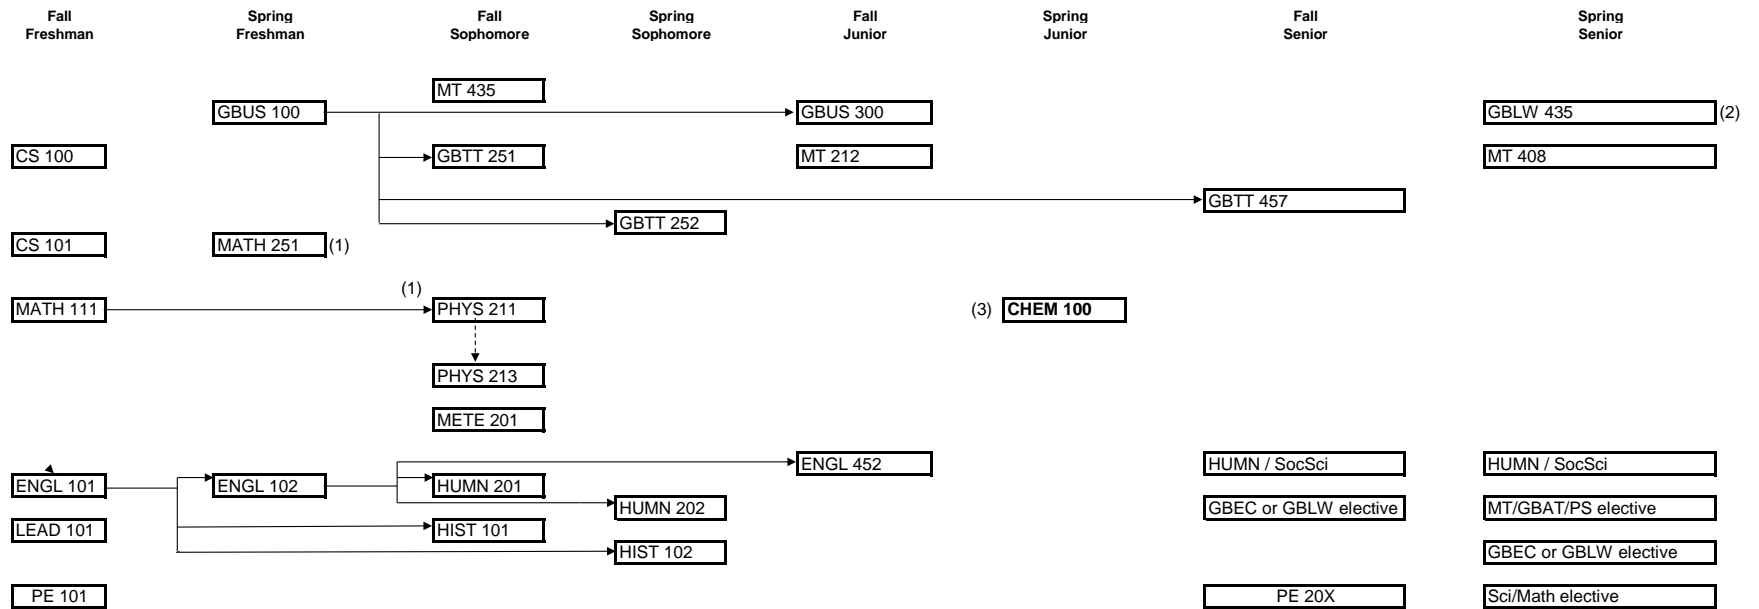 Fall Spring Fall Spring Fall Spring Fall Spring
Freshman Freshman Sophomore Sophomore Junior Junior Senior Senior
MT 435
GBUS 100 GBUS 300 GBLW 435 (2)
CS 100 GBTT 251 MT 212 MT 408
GBTT 457
GBTT 252
CS 101 MATH 251 (1)
(1)
MATH 111 PHYS 211 (3) CHEM 100
PHYS 213
METE 201
ENGL 452 HUMN / SocSci HUMN / SocSci
ENGL 101 ENGL 102 HUMN 201
HUMN 202 GBEC or GBLW elective MT/GBAT/PS elective
LEAD 101 HIST 101
HIST 102 GBEC or GBLW elective
PE 101 PE 20X Sci/Math elective